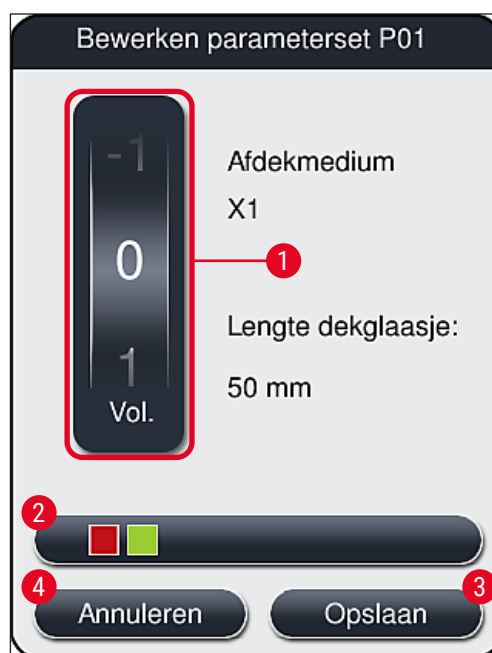 Bewerken parameterset P01
-1
0
1
Vol.
Afdekmedium
X1
Lengte dekglaasje:
50 mm
1
2
4
Annuleren
Opslaan
3